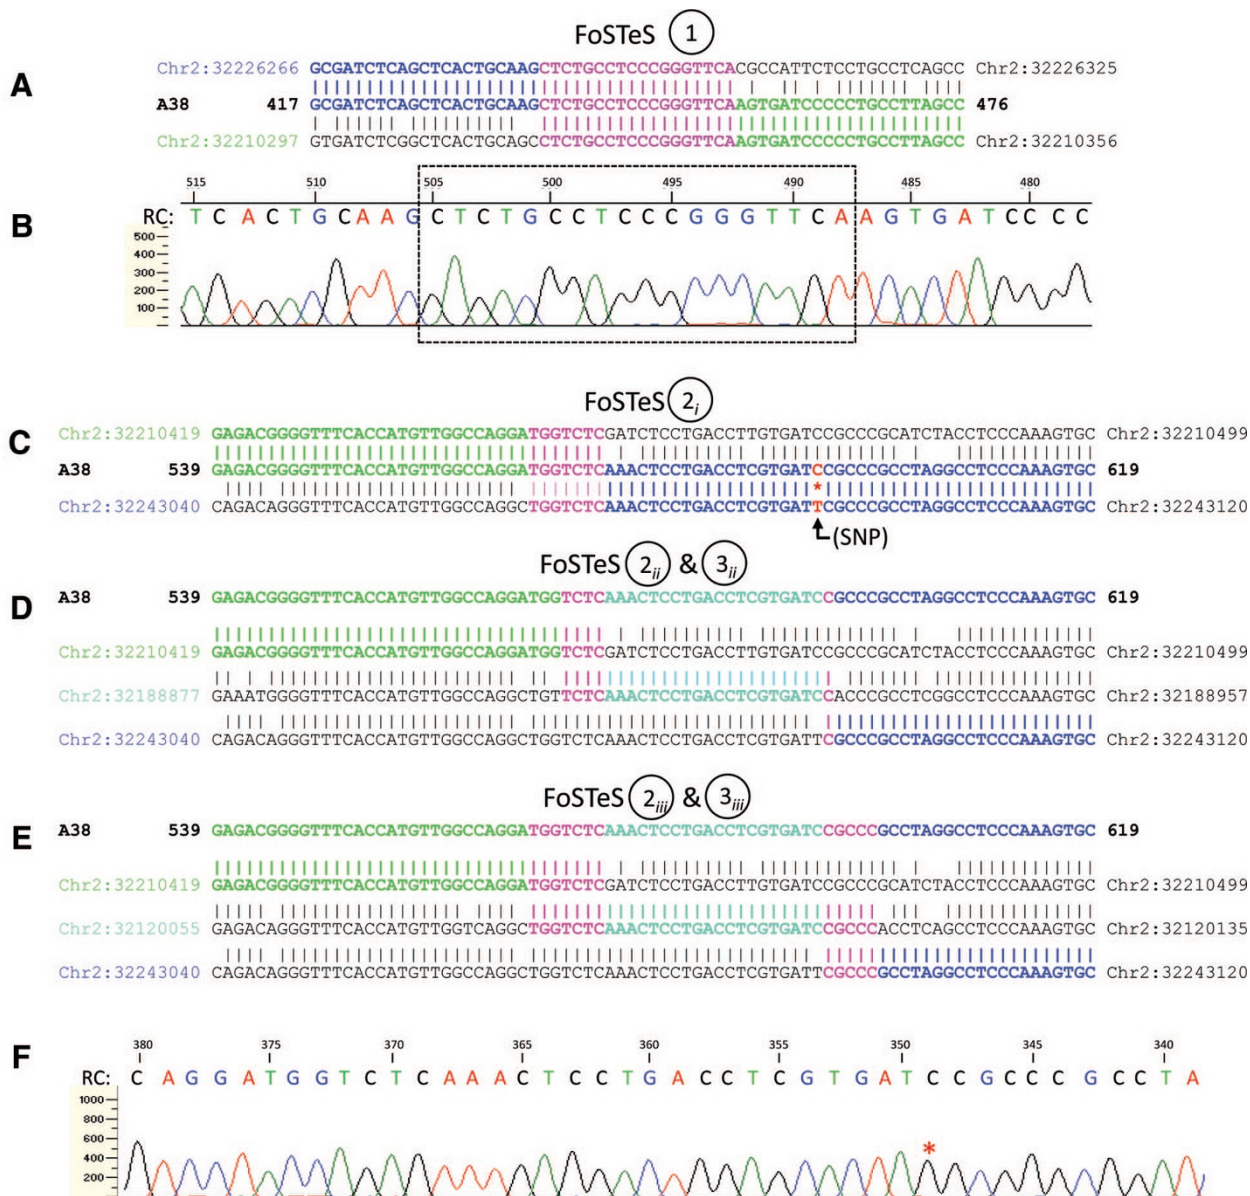 FoSTeS 1
A
Chr2:32226266 GCGATCTCAGCTCACTGCAAGCTCTGCCTCCCGGGTTCACGCCATTCTCCTGCCTCAGCC Chr2:32226325
A38 417 GCGATCTCAGCTCACTGCAAGCTCTGCCTCCCGGGTTCAAGTGATCCCCCTGCCTTAGCC 476
Chr2:32210297 GTGATCTCGGCTCACTGCAGCCTCTGCCTCCCGGGTTCAAGTGATCCCCCTGCCTTAGCC Chr2:32210356
B
515 510 505 500 495 490 485 480
RC: T C A C T G C A A G C T C T G C C T C C C G G G T T C A A G T G A T C C C C
500
400
300
200
100
FoSTeS 2i
C
Chr2:32210419 GAGACGGGGTTTCACCATGTTGGCCAGGATGGTCTCGATCTCCTGACCTTGTGATCCGCCCGCATCTACCTCCCAAAGTGC Chr2:32210499
A38 539 GAGACGGGGTTTCACCATGTTGGCCAGGATGGTCTCAAACTCCTGACCTCGTGATCCGCCCGCCTAGGCCTCCCAAAGTGC 619
*
Chr2:32243040 CAGACAGGGTTTCACCATGTTGGCCAGGCTGGTCTCAAACTCCTGACCTCGTGATTCGCCCGCCTAGGCCTCCCAAAGTGC Chr2:32243120
(SNP)
FoSTeS 2ii & 3ii
D
A38 539 GAGACGGGGTTTCACCATGTTGGCCAGGATGGTCTCAAACTCCTGACCTCGTGATCCGCCCGCCTAGGCCTCCCAAAGTGC 619
Chr2:32210419 GAGACGGGGTTTCACCATGTTGGCCAGGATGGTCTCGATCTCCTGACCTTGTGATCCGCCCGCATCTACCTCCCAAAGTGC Chr2:32210499
Chr2:32188877 GAAATGGGGTTTCACCATGTTGGCCAGGCTGTTCTCAAACTCCTGACCTCGTGATCCACCCGCCTCGGCCTCCCAAAGTGC Chr2:32188957
Chr2:32243040 CAGACAGGGTTTCACCATGTTGGCCAGGCTGGTCTCAAACTCCTGACCTCGTGATTCGCCCGCCTAGGCCTCCCAAAGTGC Chr2:32243120
FoSTeS 2iii & 3iii
E
A38 539 GAGACGGGGTTTCACCATGTTGGCCAGGATGGTCTCAAACTCCTGACCTCGTGATCCGCCCGCCTAGGCCTCCCAAAGTGC 619
Chr2:32210419 GAGACGGGGTTTCACCATGTTGGCCAGGATGGTCTCGATCTCCTGACCTTGTGATCCGCCCGCATCTACCTCCCAAAGTGC Chr2:32210499
Chr2:32120055 GAGACAGGGTTTCACCATGTTGGTCAGGCTGGTCTCAAACTCCTGACCTCGTGATCCGCCCACCTCAGCCTCCCAAAGTGC Chr2:32120135
Chr2:32243040 CAGACAGGGTTTCACCATGTTGGCCAGGCTGGTCTCAAACTCCTGACCTCGTGATTCGCCCGCCTAGGCCTCCCAAAGTGC Chr2:32243120
F
380 375 370 365 360 355 350 345 340
RC: C A G G A T G G T C T C A A A C T C C T G A C C T C G T G A T C C G C C C G C C T A
1000
800
600
400
200
*